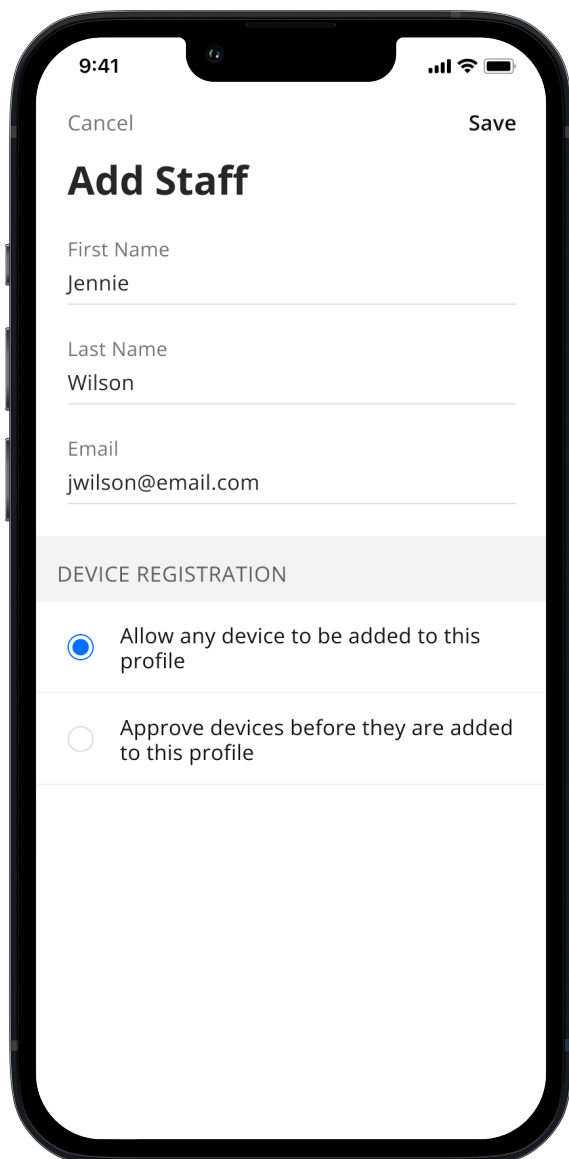 9:41
Cancel
Save
Add Staff
First Name
Jennie
Last Name
Wilson
Email
jwilson@email.com
DEVICE REGISTRATION
Allow any device to be added to this
profile
Approve devices before they are added
to this profile